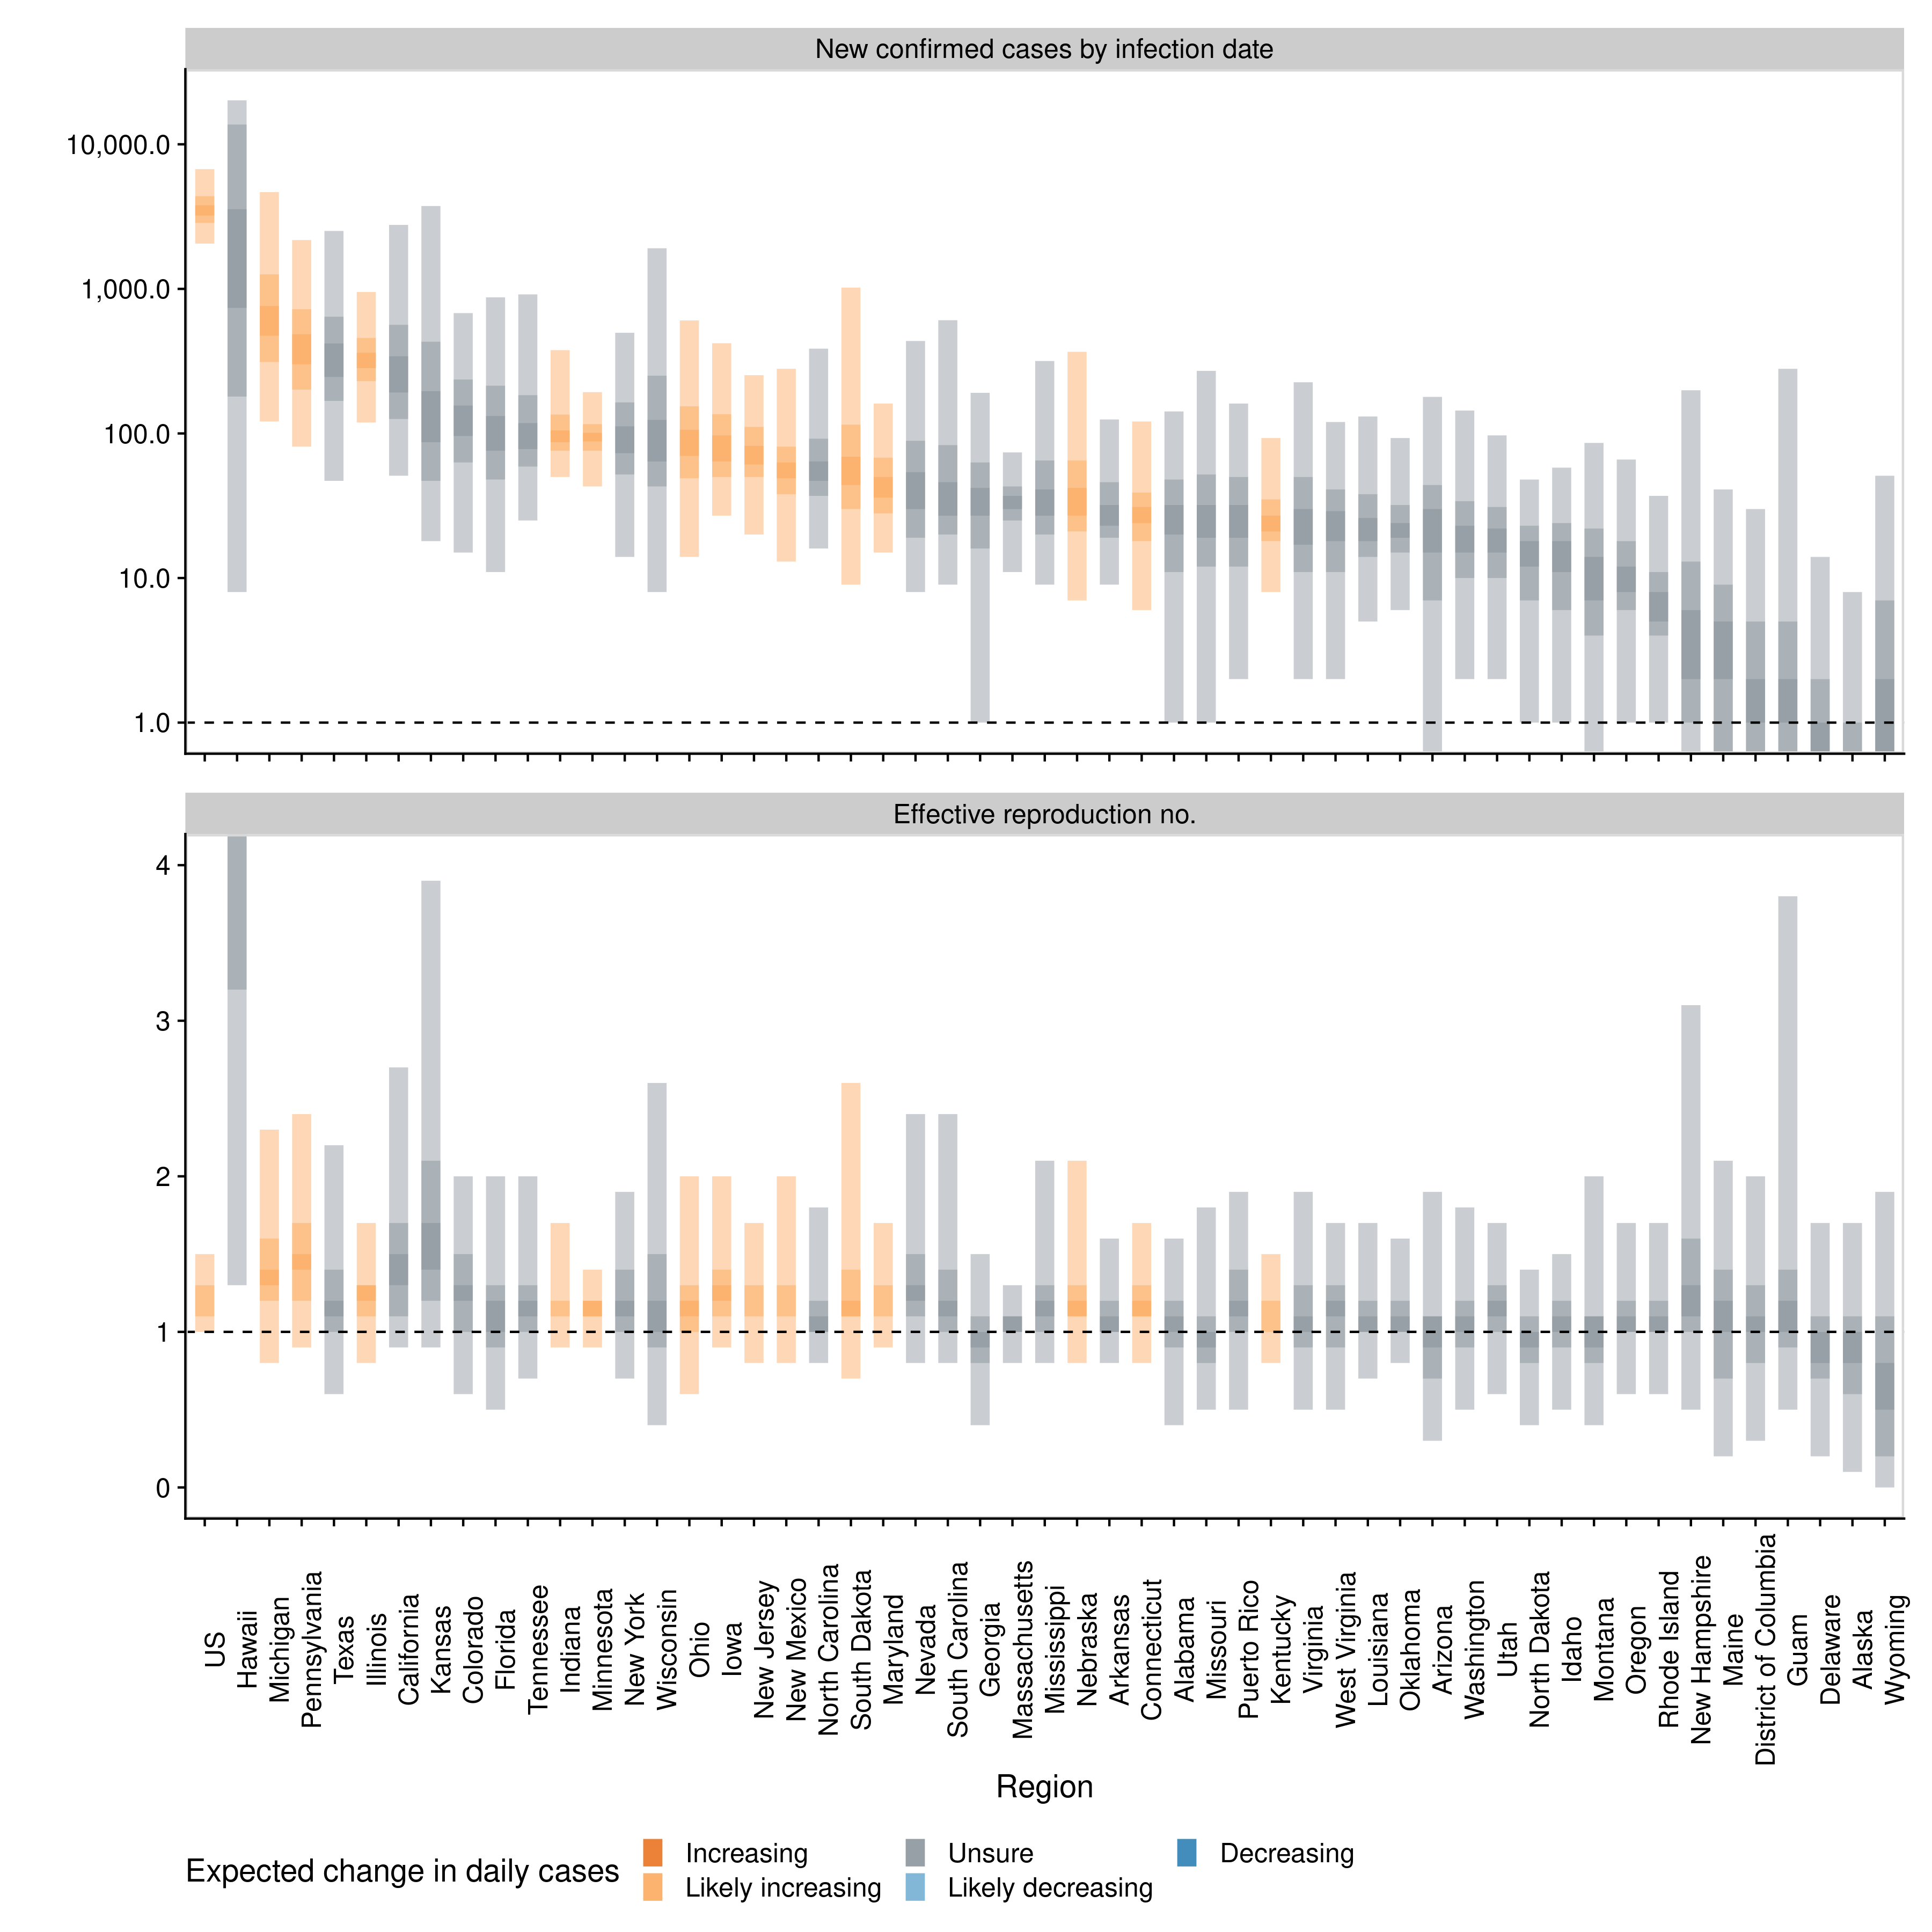 New confirmed cases by infection date
10,000.0
1,000.0
100.0
10.0
1.0
Effective reproduction no.
4
3
2
1
0
US
Hawaii
Michigan
Pennsylvania
Texas
Illinois
California
Kansas
Colorado
Florida
Tennessee
Indiana
Minnesota
New York
Wisconsin
Ohio
Iowa
New Jersey
New Mexico
North Carolina
South Dakota
Maryland
Nevada
South Carolina
Georgia
Massachusetts
Mississippi
Nebraska
Arkansas
Connecticut
Alabama
Missouri
Puerto Rico
Kentucky
Virginia
West Virginia
Louisiana
Oklahoma
Arizona
Washington
Utah
North Dakota
Idaho
Montana
Oregon
Rhode Island
New Hampshire
Maine
District of Columbia
Guam
Delaware
Alaska
Wyoming
Region
Expected change in daily cases
Increasing
Likely increasing
Unsure
Likely decreasing
Decreasing